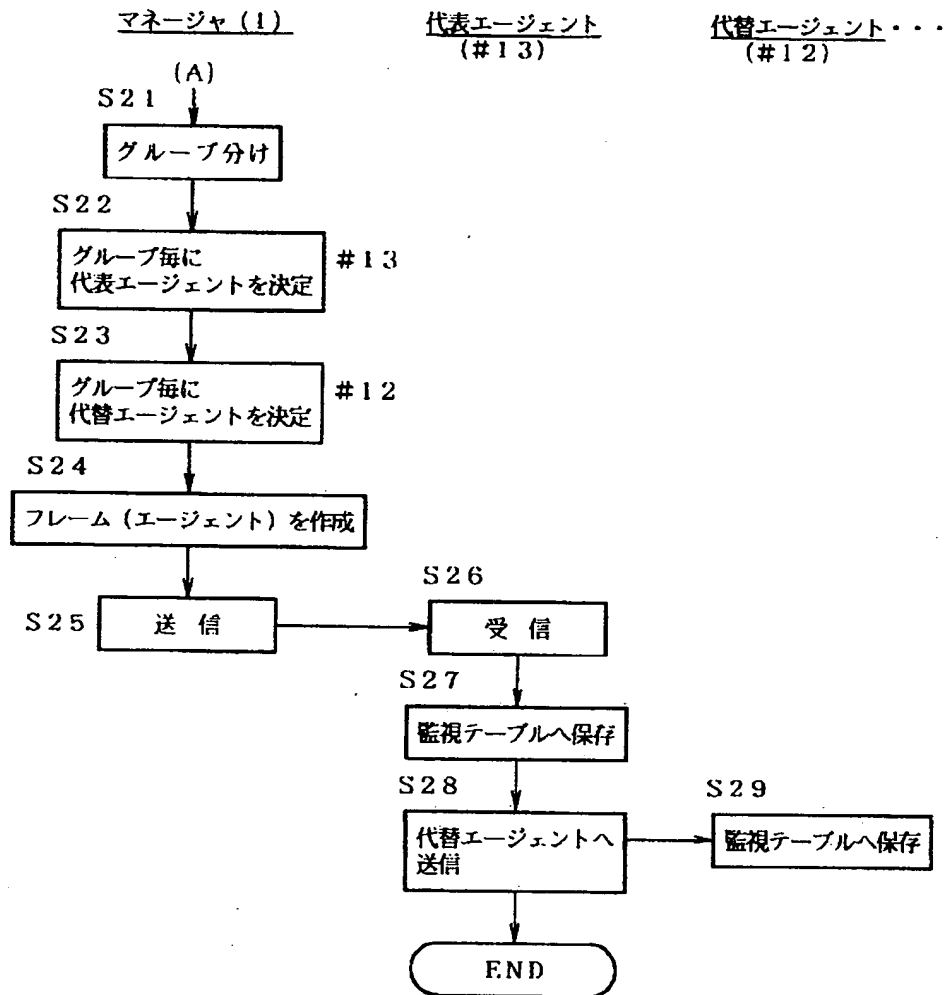 マネージャ(1)
代表エージェント
(#13)
代替エージェント・・・
(#12)
(A)
S21
グループ分け
S22
グループ毎に
代表エージェントを決定
#13
S23
グループ毎に
代替エージェントを決定
#12
S24
フレーム(エージェント)を作成
S25
送信
S26
受信
S27
監視テーブルへ保存
S28
代替エージェントへ
送信
S29
監視テーブルへ保存
END